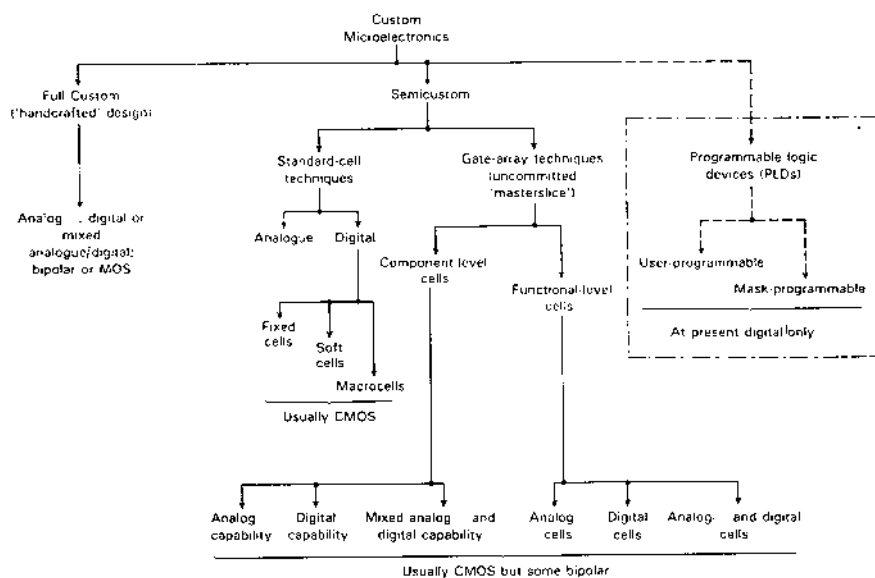 Custom
Microelectronics
Full Custom
('handcrafted' design)
Semicustom
Standard-cell
techniques
Gate-array techniques
(uncommitted
'masterslice')
Programmable logic
devices (PLDs)
Analog , digital or
mixed
analogue/digital;
bipolar or MOS
Analogue
Digital
Component level
cells
Functional-level
cells
User-programmable
Mask-programmable
At present digital only
Fixed
cells
Soft
cells
Macrocells
Usually CMOS
Analog
capability
Digital
capability
Mixed analog and
digital capability
Analog
cells
Digital
cells
Analog- and digital
cells
Usually CMOS but some bipolar